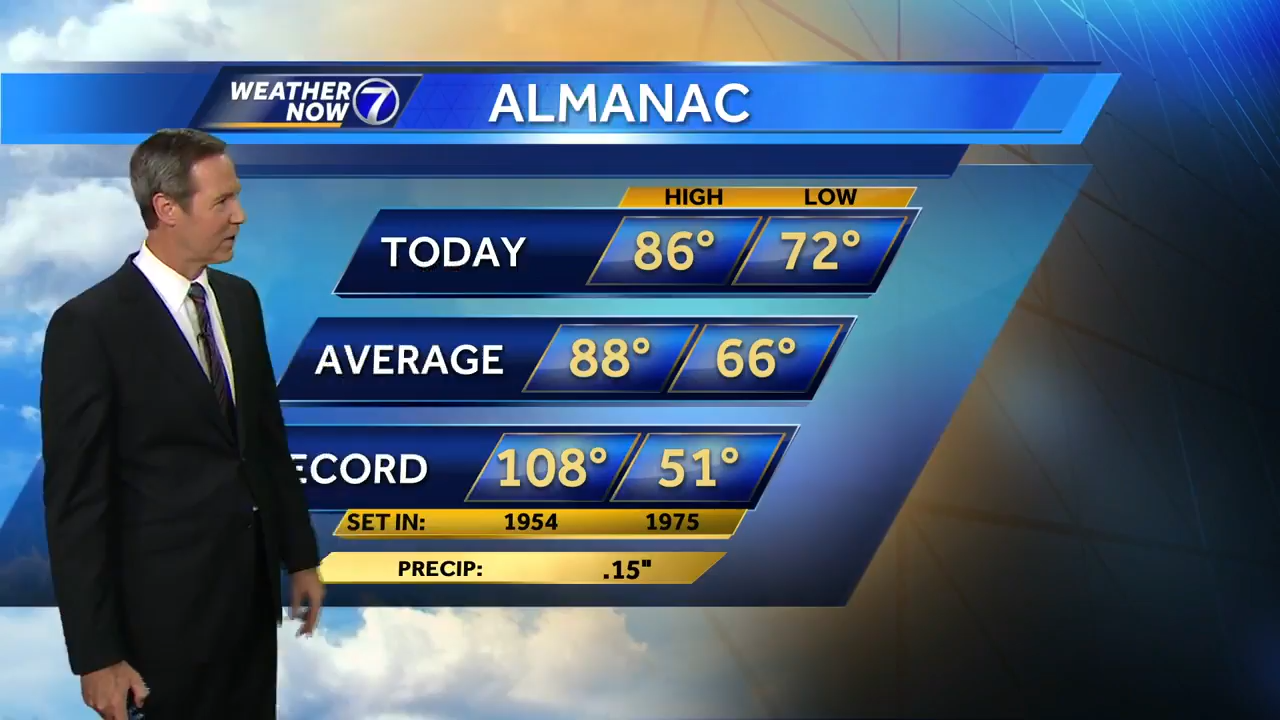 WEATHER
NOW 7
ALMANAC
HIGH LOW
TODAY 86° 72°
AVERAGE 88° 66°
ECORD 108° 51°
SET IN: 1954 1975
PRECIP: .15"